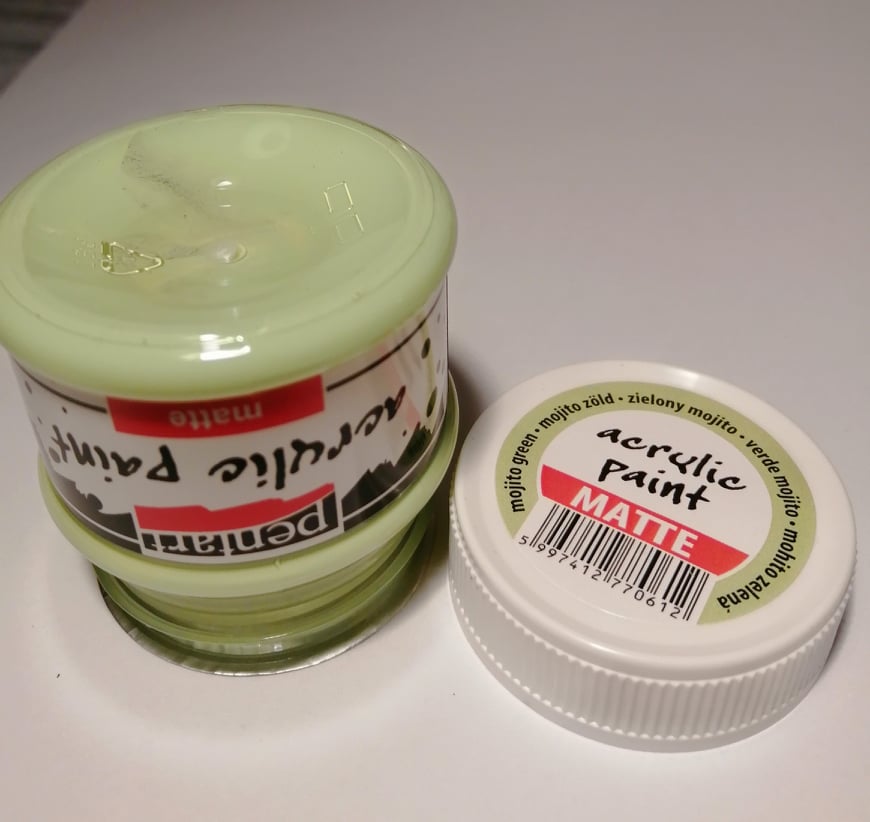 matte
acrylic paint
pentart
mojito green • mojito zöld • zielony mojito • verde mojito • mohito zelená
acrylic
paint
MATTE
5 997412 770612